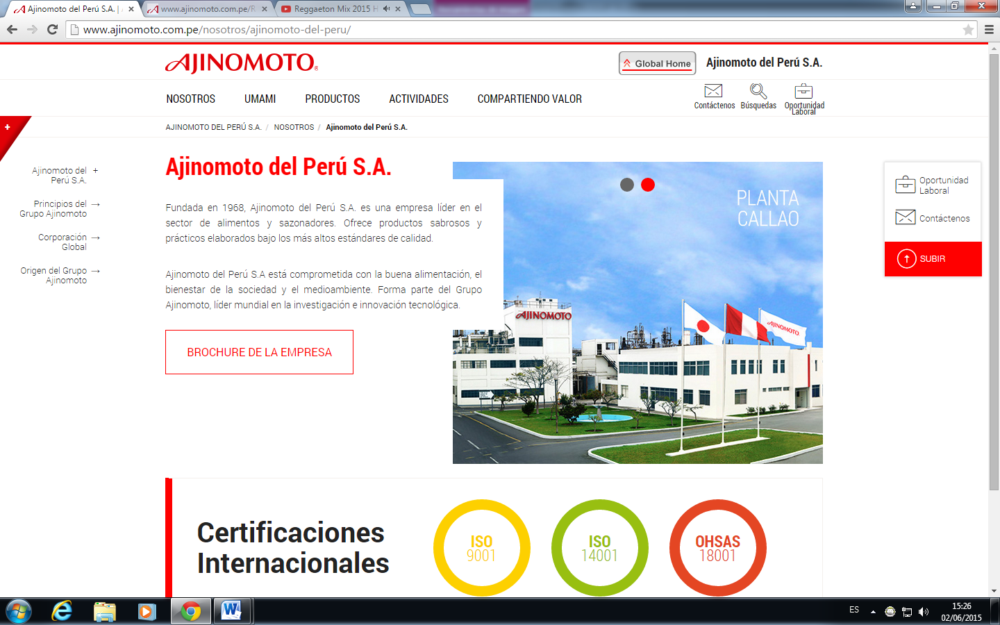 Ajinomoto del Perú S.A. |
www.ajinomoto.com.pe/R
Reggaeton Mix 2015 H
www.ajinomoto.com.pe/nosotros/ajinomoto-del-peru/
AJINOMOTO®
Global Home
Ajinomoto del Perú S.A.
NOSOTROS
UMAMI
PRODUCTOS
ACTIVIDADES
COMPARTIENDO VALOR
Contáctenos
Búsquedas
Oportunidad
Laboral
+
AJINOMOTO DEL PERÚ S.A. / NOSOTROS / Ajinomoto del Perú S.A.
Ajinomoto del +
Perú S.A.
Principios del →
Grupo Ajinomoto
Corporación →
Global
Origen del Grupo →
Ajinomoto
Ajinomoto del Perú S.A.
Fundada en 1968, Ajinomoto del Perú S.A. es una empresa líder en el
sector de alimentos y sazonadores. Ofrece productos sabrosos y
prácticos elaborados bajo los más altos estándares de calidad.
Ajinomoto del Perú S.A está comprometida con la buena alimentación, el
bienestar de la sociedad y el medioambiente. Forma parte del Grupo
Ajinomoto, líder mundial en la investigación e innovación tecnológica.
BROCHURE DE LA EMPRESA
PLANTA
CALLAO
AJINOMOTO
AJINOMOTO
Oportunidad
Laboral
Contáctenos
SUBIR
Certificaciones
Internacionales
ISO
9001
ISO
14001
OHSAS
18001
ES
15:26
02/06/2015